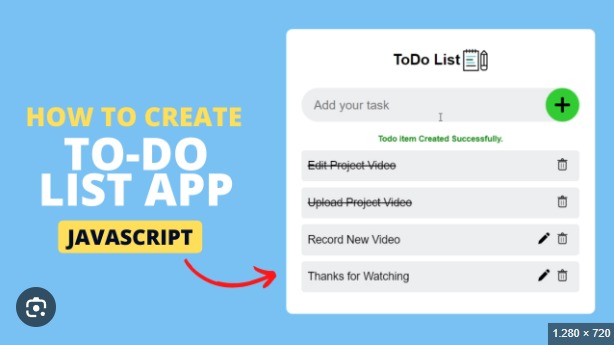 HOW TO CREATE
TO-DO
LIST APP
JAVASCRIPT
ToDo List
Add your task
Todo item Created Successfully.
Edit Project Video
Upload Project Video
Record New Video
Thanks for Watching
1.280 × 720